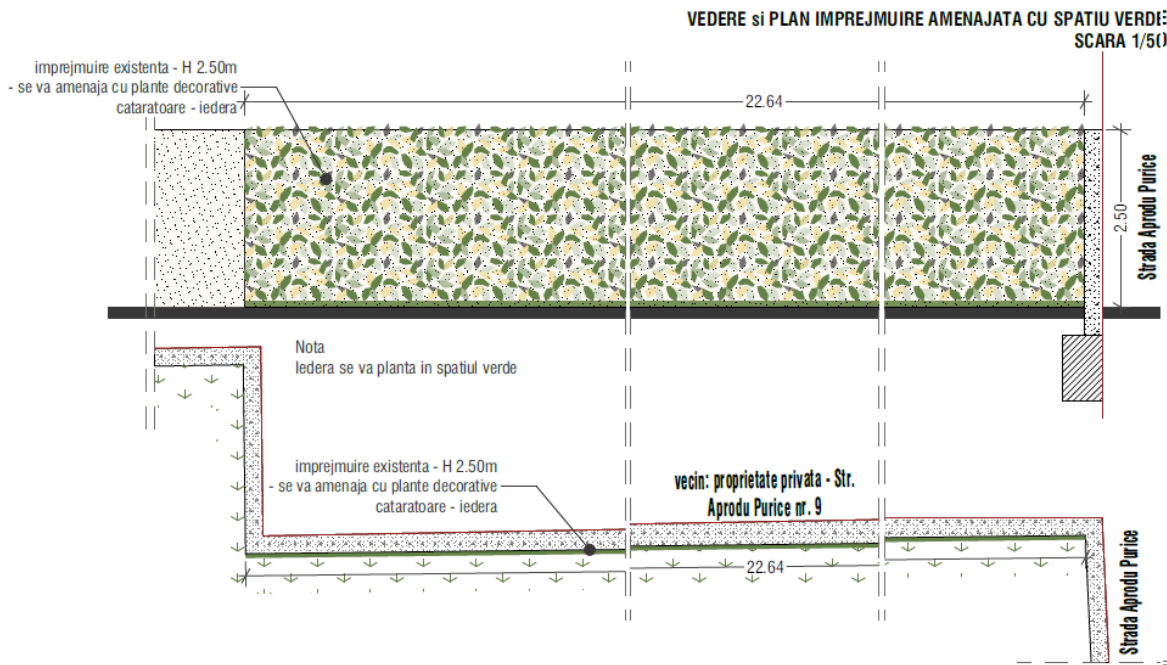 VEDERE si PLAN IMPREJMUIRE AMENAJATA CU SPATIU VERDE
SCARA 1/50
imprejmuire existenta - H 2.50m
- se va amenaja cu plante decorative
cataratoare - iedera
22.64
2.50
Strada Aprodu Purice
Nota
Iedera se va planta in spatiul verde
imprejmuire existenta - H 2.50m
- se va amenaja cu plante decorative
cataratoare - iedera
vecin: proprietate privata - Str.
Aprodu Purice nr. 9
22.64
Strada Aprodu Purice